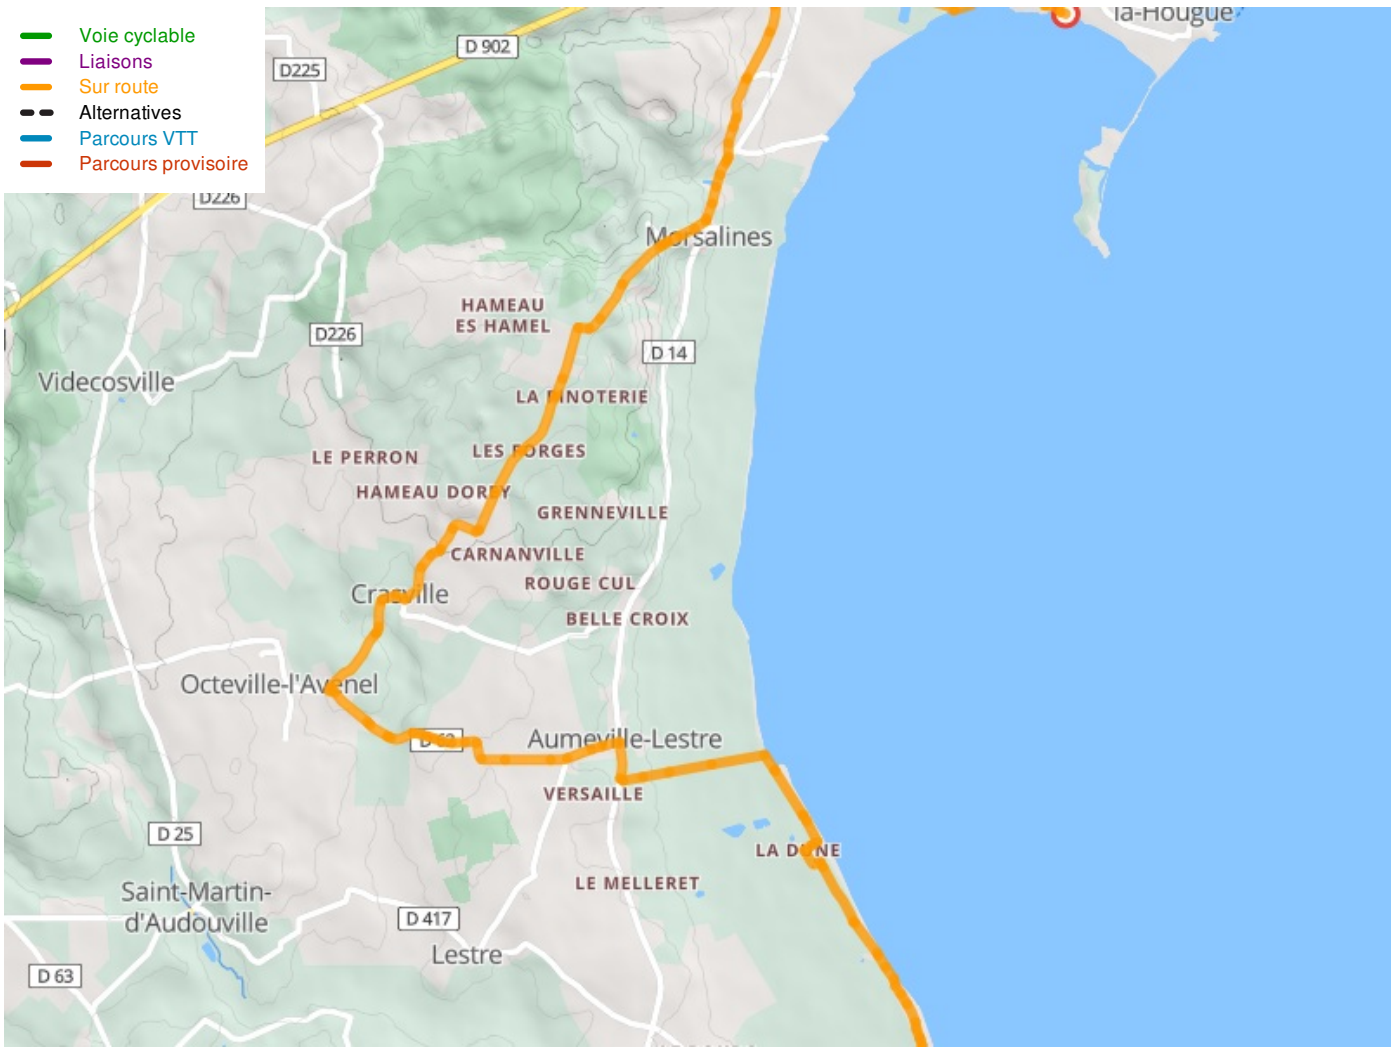 Voie cyclable
Liaisons
Sur route
Alternatives
Parcours VTT
Parcours provisoire
la-Hougue
D 902
D225
D226
Morsalines
HAMEAU
ES HAMEL
D226
D 14
Videcosville
LA PINOTERIE
LES FORGES
LE PERRON
HAMEAU DOREY
GRENNEVILLE
CARNANVILLE
ROUGE CUL
Crasville
BELLE CROIX
Octeville-l'Avenel
D 62
Aumeville-Lestre
VERSAILLE
D 25
LA DUNE
LE MELLERET
Saint-Martin-
d'Audouville
D 417
Lestre
D 63